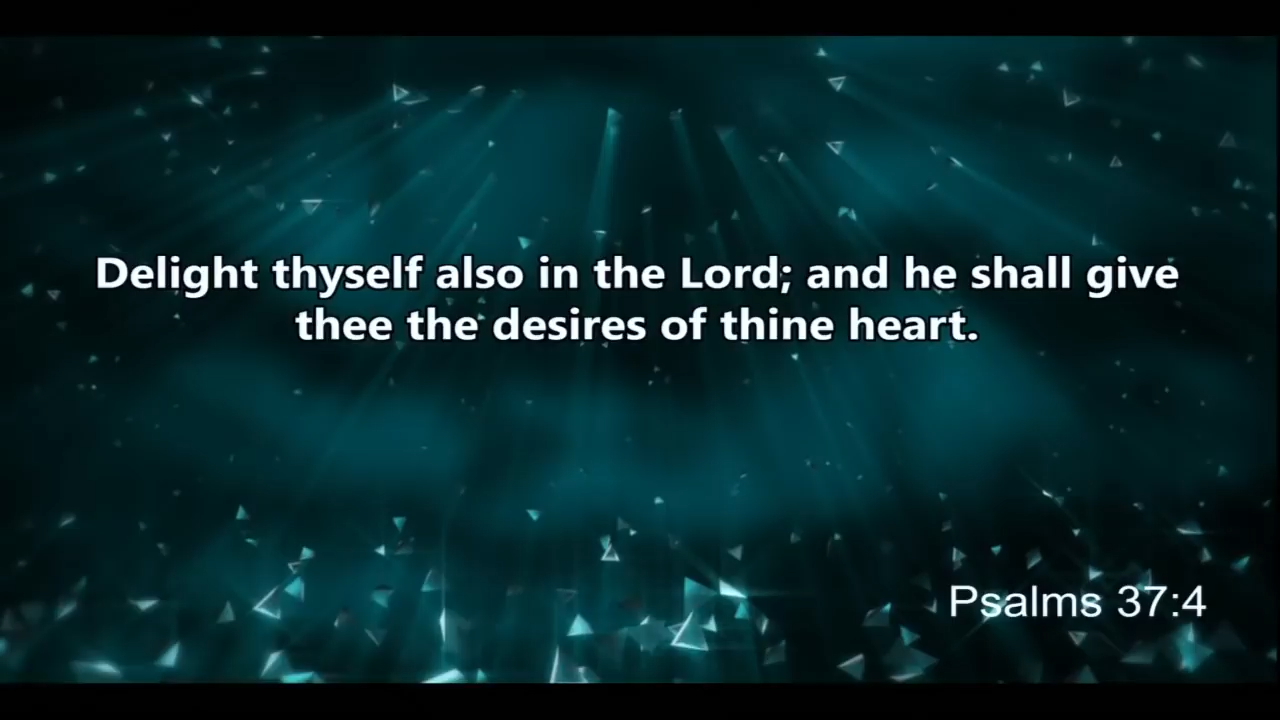 Delight thyself also in the Lord; and he shall give
thee the desires of thine heart.
Psalms 37:4